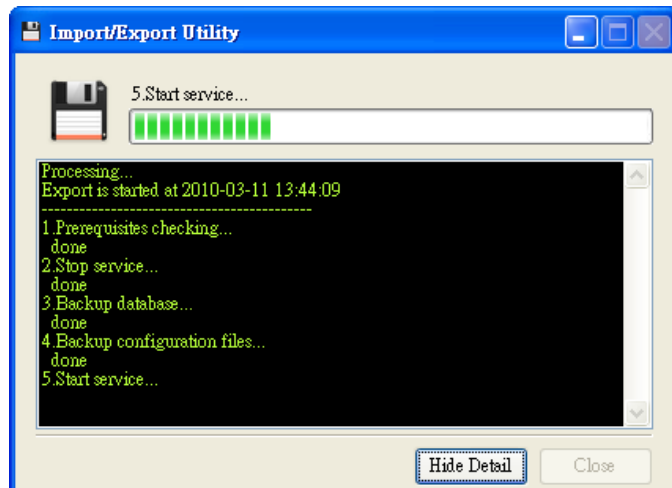 Import/Export Utility
5.Start service...
Processing...
Export is started at 2010-03-11 13:44:09
-------------------------------------------
1.Prerequisites checking...
done
2.Stop service...
done
3.Backup database...
done
4.Backup configuration files...
done
5.Start service...
Hide Detail Close